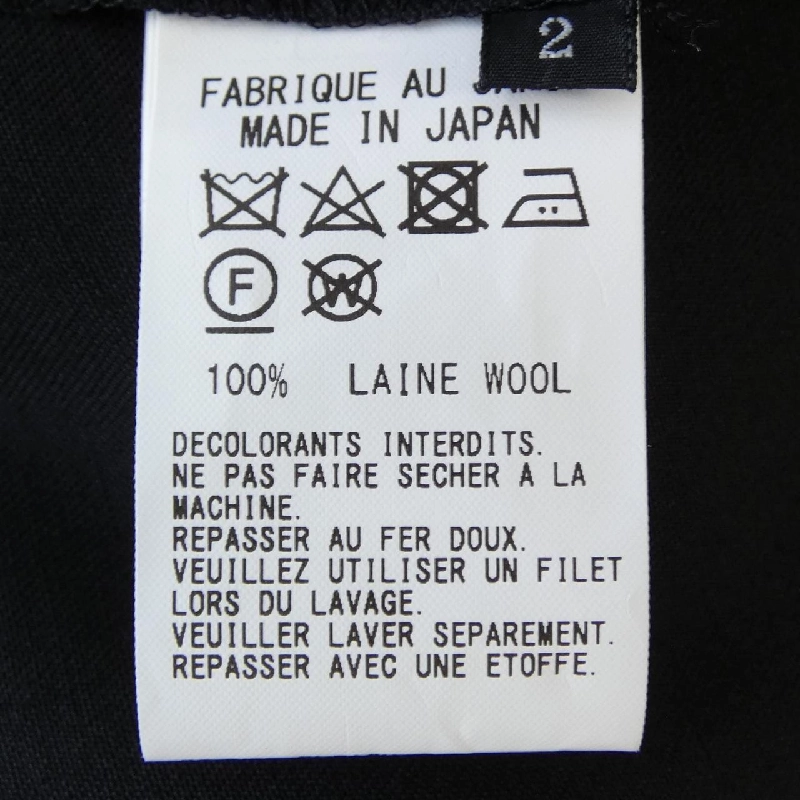 2
FABRIQUE AU
MADE IN JAPAN
F
W
100% LAINE WOOL
DECOLORANTS INTERDITS.
NE PAS FAIRE SECHER A LA
MACHINE.
REPASSER AU FER DOUX.
VEUILLEZ UTILISER UN FILET
LORS DU LAVAGE.
VEUILLER LAVER SEPAREMENT.
REPASSER AVEC UNE ETOFFE.